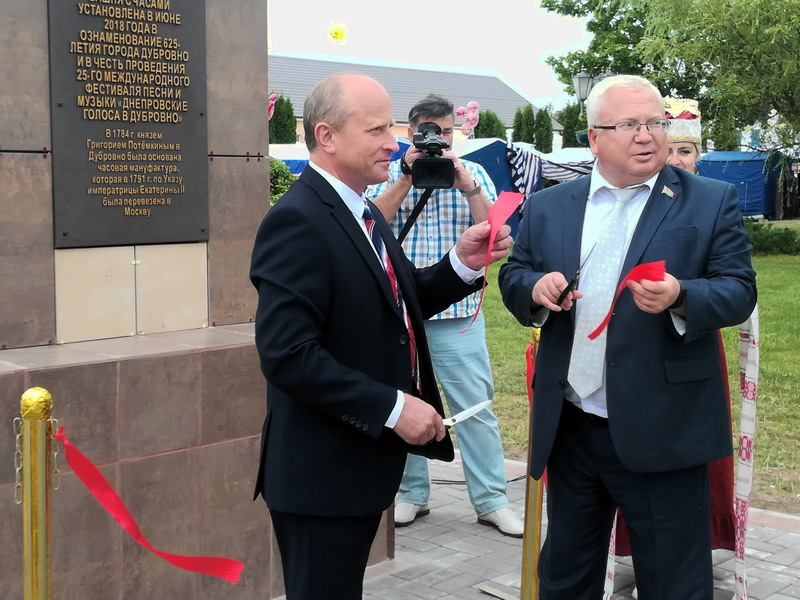 БАШНЯ С ЧАСАМИ
УСТАНОВЛЕНА В ИЮНЕ
2018 ГОДА В
ОЗНАМЕНОВАНИЕ 625-
ЛЕТИЯ ГОРОДА ДУБРОВНО
И В ЧЕСТЬ ПРОВЕДЕНИЯ
25-ГО МЕЖДУНАРОДНОГО
ФЕСТИВАЛЯ ПЕСНИ И
МУЗЫКИ «ДНЕПРОВСКИЕ
ГОЛОСА В ДУБРОВНО»
В 1784 г. князем
Григорием Потёмкиным в
Дубровно была основана
часовая мануфактура,
которая в 1791 г. по Указу
императрицы Екатерины II
была перевезена в
Москву.